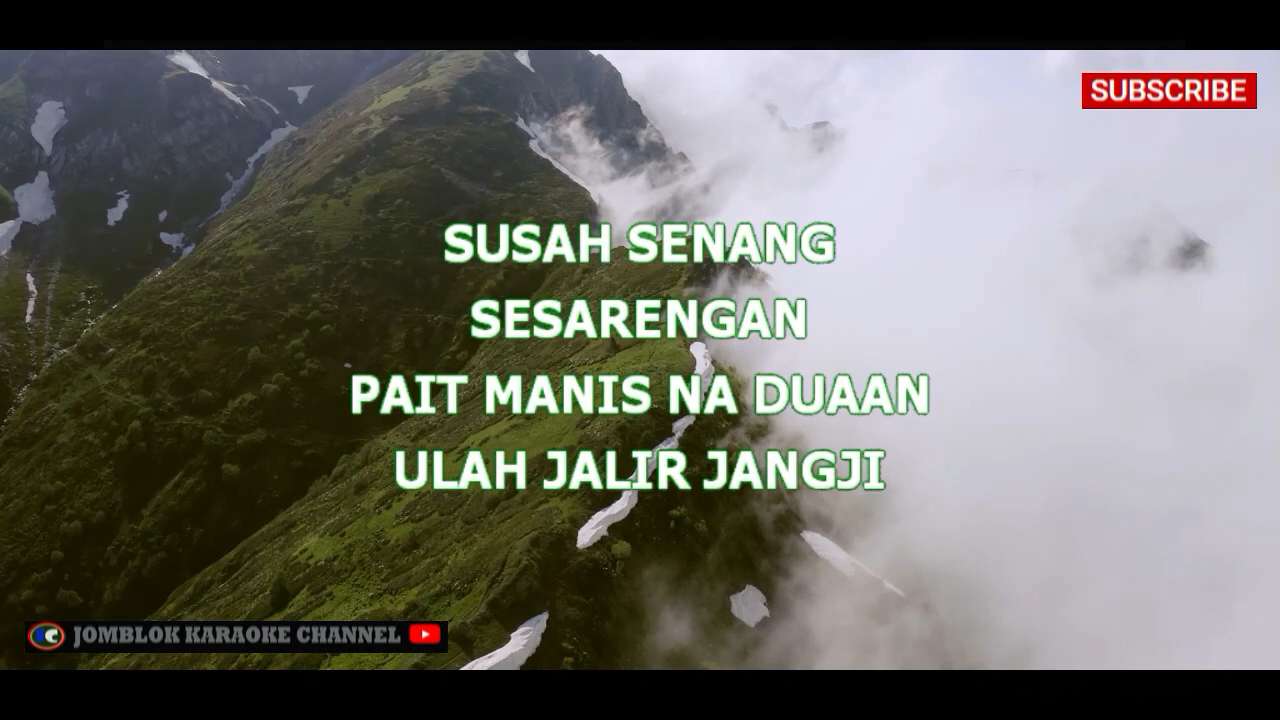 SUBSCRIBE
SUSAH SENANG
SESARENGAN
PAIT MANIS NA DUAAN
ULAH JALIR JANGJI
JOMBLOK KARAOKE CHANNEL